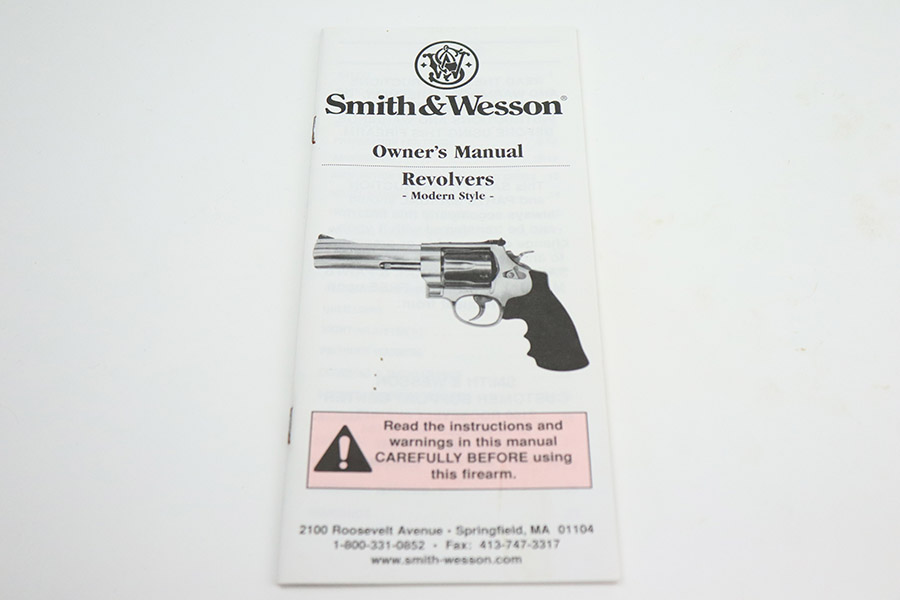 S&W
Smith & Wesson®
Owner's Manual
Revolvers
- Modern Style -
Read the instructions and
warnings in this manual
CAREFULLY BEFORE using
this firearm.
2100 Roosevelt Avenue • Springfield, MA 01104
1-800-331-0852 • Fax: 413-747-3317
www.smith-wesson.com